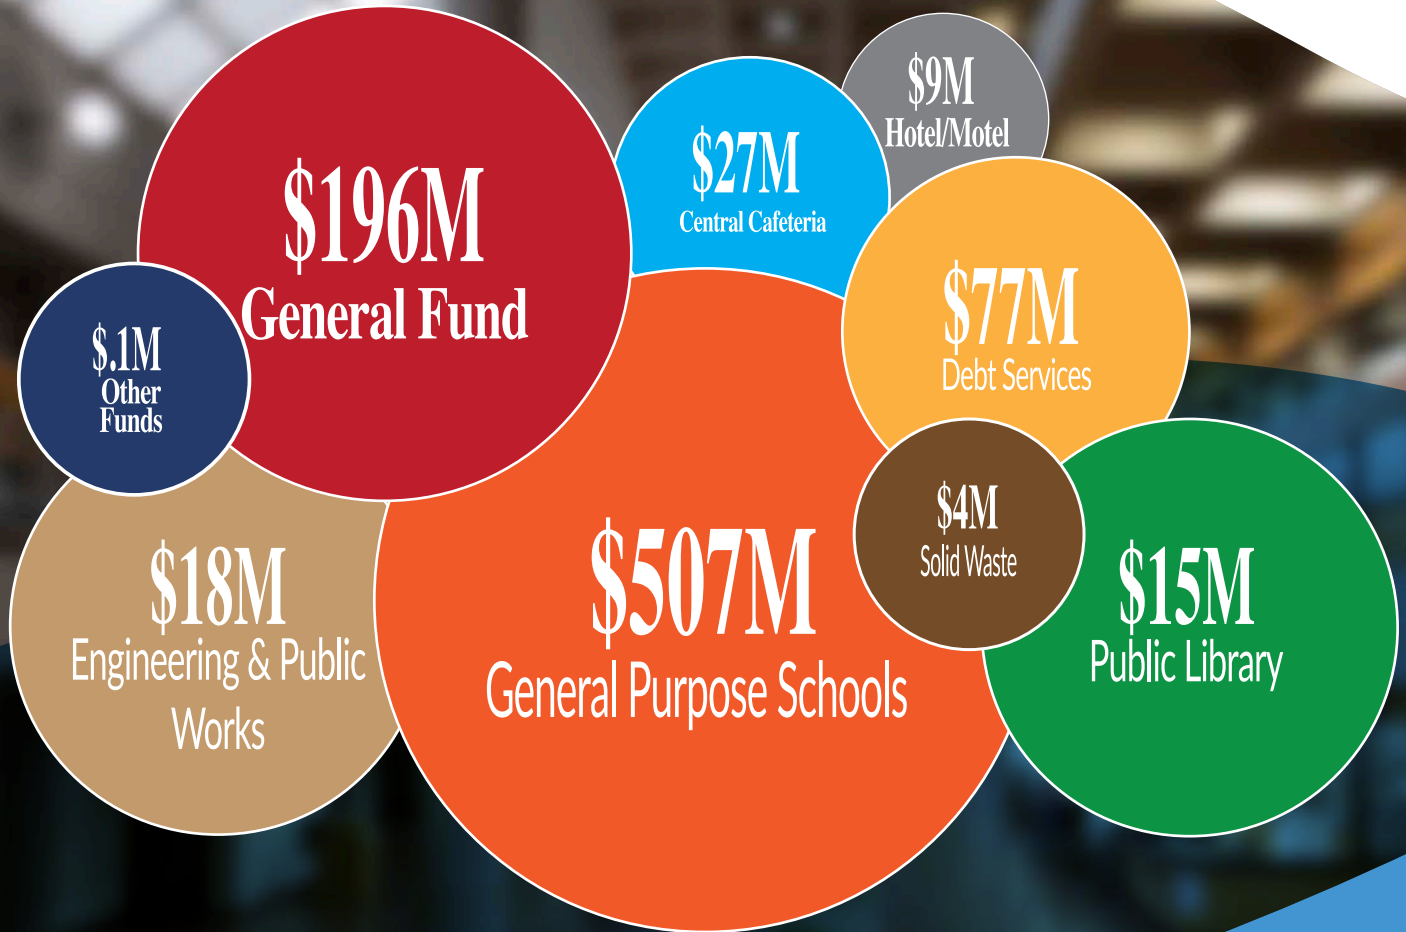 $9M
Hotel/Motel
$27M
Central Cafeteria
$196M
General Fund
$77M
Debt Services
$.1M
Other
Funds
$4M
Solid Waste
$18M
Engineering & Public
Works
$507M
General Purpose Schools
$15M
Public Library